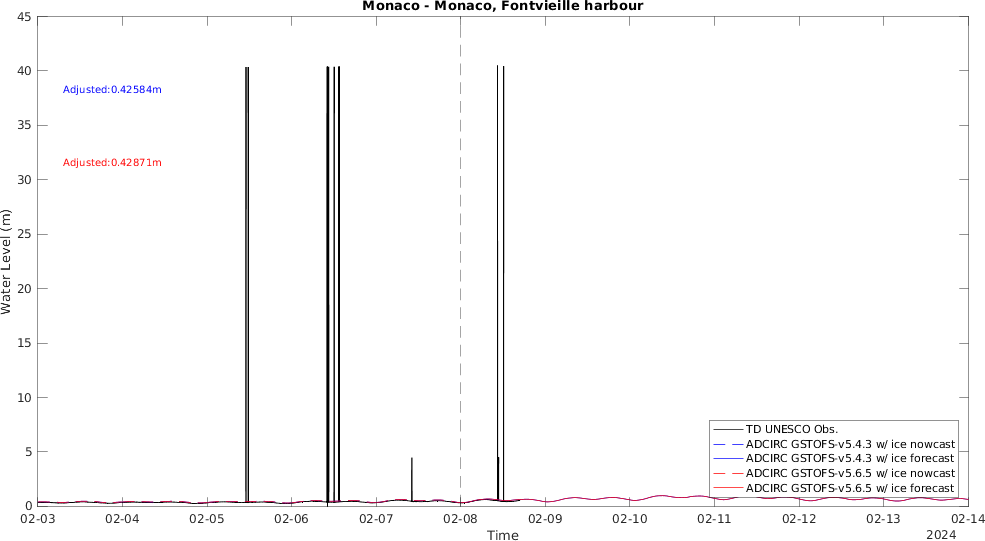 Monaco - Monaco, Fontvieille harbour
45
40
35
30
25
20
15
10
5
0
Water Level (m)
Adjusted:0.42584m
Adjusted:0.42871m
TD UNESCO Obs.
ADCIRC GSTOFS-v5.4.3 w/ ice nowcast
ADCIRC GSTOFS-v5.4.3 w/ ice forecast
ADCIRC GSTOFS-v5.6.5 w/ ice nowcast
ADCIRC GSTOFS-v5.6.5 w/ ice forecast
02-03 02-04 02-05 02-06 02-07 02-08 02-09 02-10 02-11 02-12 02-13 02-14
Time
2024